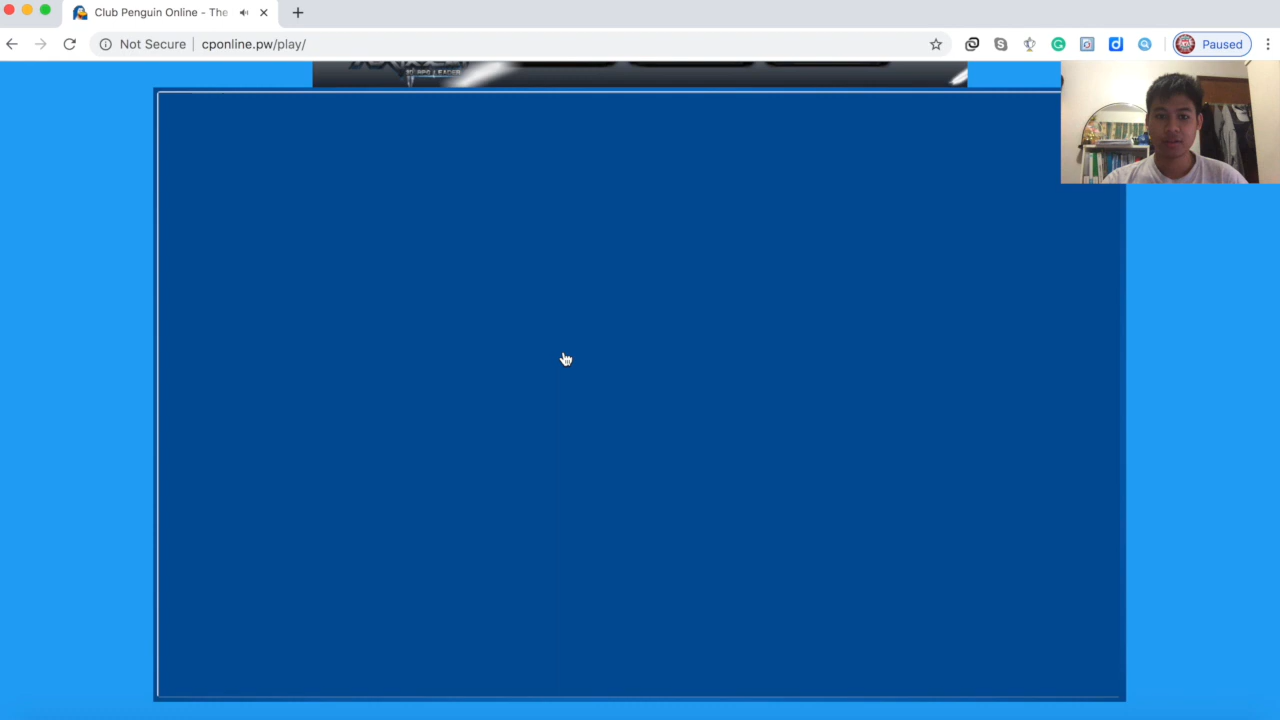 Club Penguin Online - The
Not Secure
cponline.pw/play/
Paused